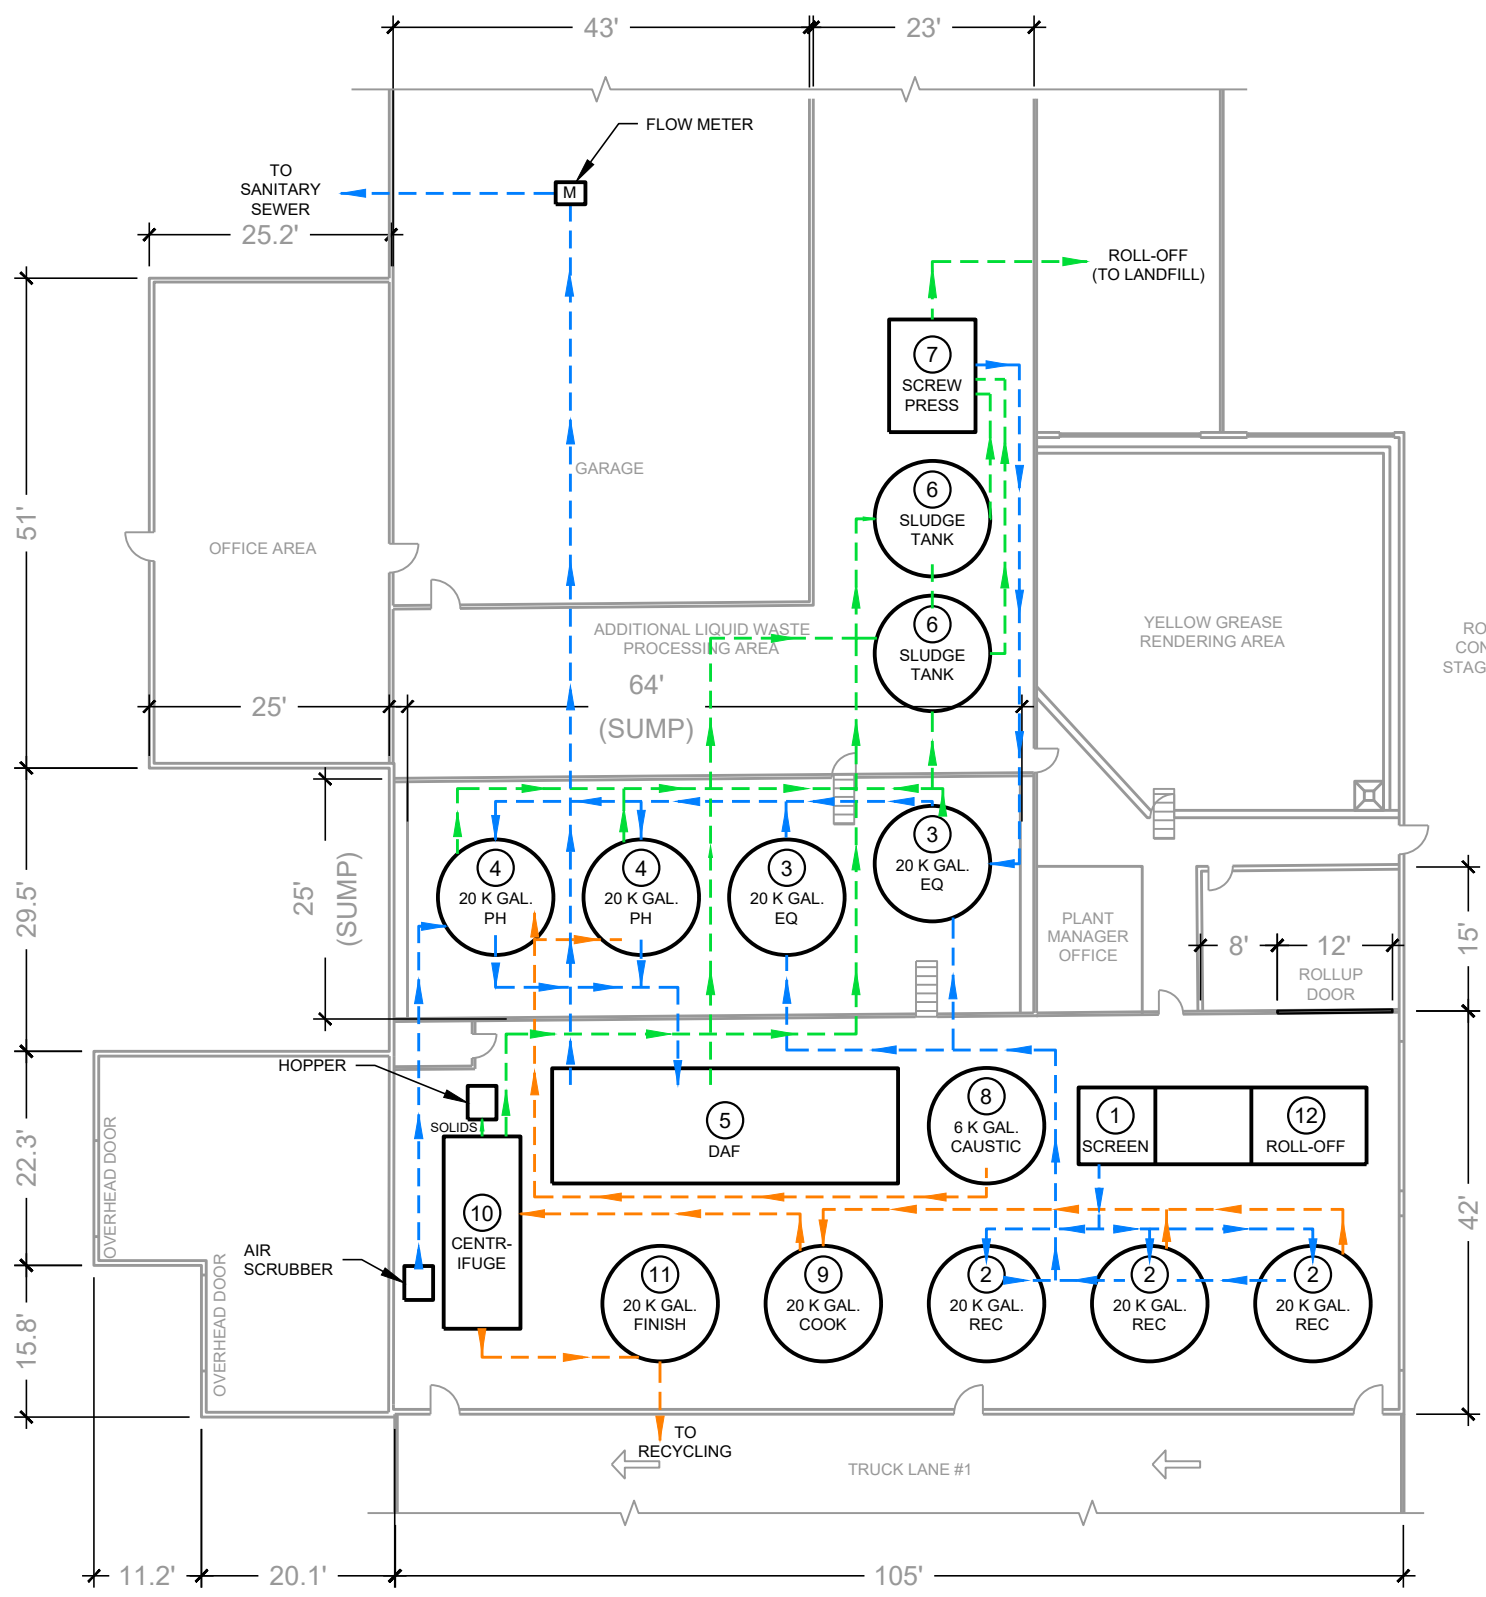 43'
23'
FLOW METER
M
TO
SANITARY
SEWER
25.2'
ROLL-OFF
(TO LANDFILL)
7
SCREW
PRESS
GARAGE
6
SLUDGE
TANK
51'
OFFICE AREA
ADDITIONAL LIQUID WASTE
PROCESSING AREA
6
SLUDGE
TANK
YELLOW GREASE
RENDERING AREA
RO
CON
STAG
25'
64'
(SUMP)
29.5'
25'
(SUMP)
4
20 K GAL.
PH
4
20 K GAL.
PH
3
20 K GAL.
EQ
3
20 K GAL.
EQ
PLANT
MANAGER
OFFICE
8'
12'
ROLLUP
DOOR
15'
HOPPER
SOLIDS
5
DAF
8
6 K GAL.
CAUSTIC
1
SCREEN
12
ROLL-OFF
22.3'
OVERHEAD DOOR
10
CENTR-
IFUGE
42'
AIR
SCRUBBER
OVERHEAD DOOR
15.8'
11
20 K GAL.
FINISH
9
20 K GAL.
COOK
2
20 K GAL.
REC
2
20 K GAL.
REC
2
20 K GAL.
REC
TO
RECYCLING
TRUCK LANE #1
11.2'
20.1'
105'